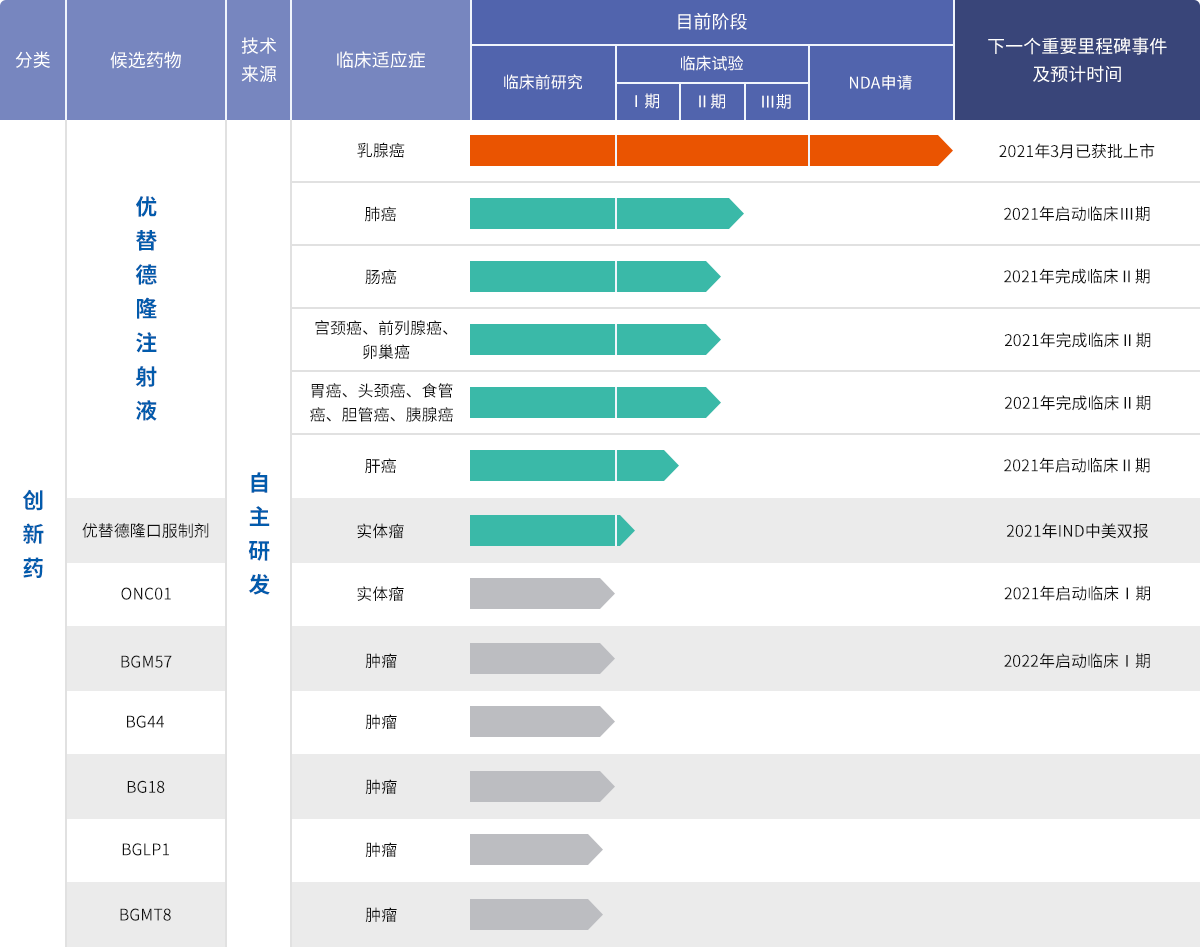 分类
候选药物
技术
来源
临床适应症
目前阶段
临床前研究
临床试验
Ⅰ 期
Ⅱ 期
Ⅲ期
NDA申请
下一个重要里程碑事件
及预计时间
创新药
优替德隆注射液
自主研发
乳腺癌
2021年3月已获批上市
肺癌
2021年启动临床Ⅲ期
肠癌
2021年完成临床Ⅱ期
宫颈癌、前列腺癌、
卵巢癌
2021年完成临床Ⅱ期
胃癌、头颈癌、食管
癌、胆管癌、胰腺癌
2021年完成临床Ⅱ期
肝癌
2021年启动临床Ⅱ期
优替德隆口服制剂
实体瘤
2021年IND中美双报
ONC01
实体瘤
2021年启动临床Ⅰ期
BGM57
肿瘤
2022年启动临床Ⅰ期
BG44
肿瘤
BG18
肿瘤
BGLP1
肿瘤
BGMT8
肿瘤